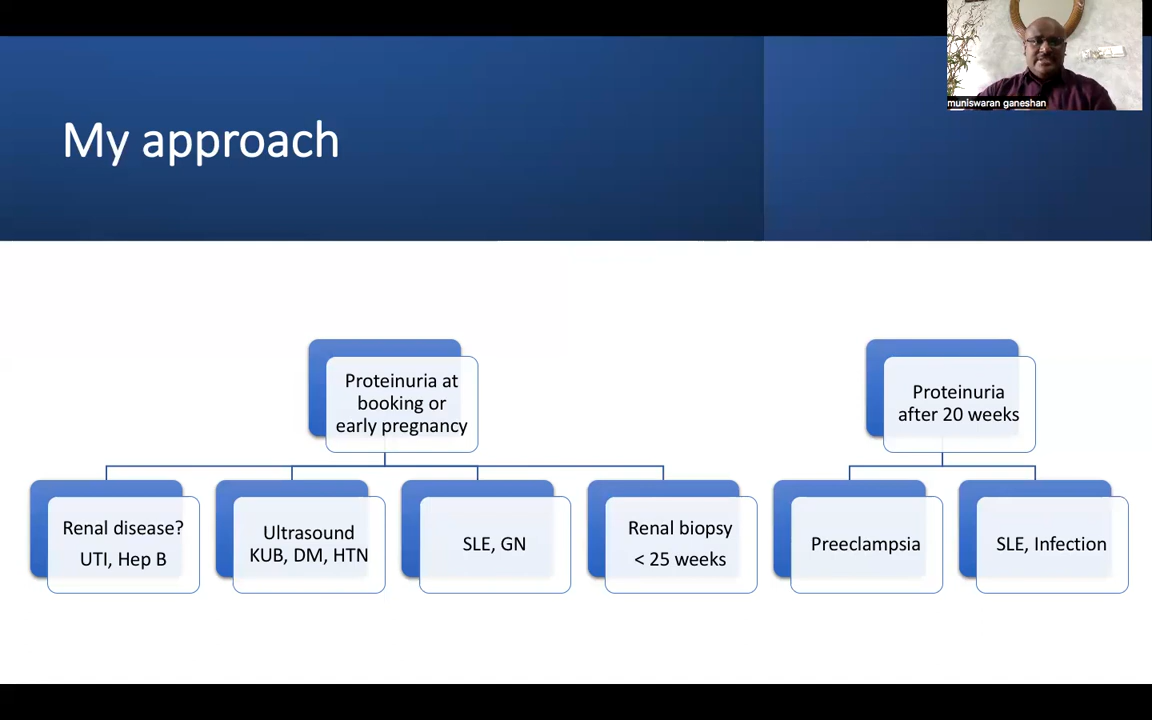 muniswaran ganeshan
My approach
Proteinuria at
booking or
early pregnancy
Renal disease?
UTI, Hep B
Ultrasound
KUB, DM, HTN
SLE, GN
Renal biopsy
< 25 weeks
Proteinuria
after 20 weeks
Preeclampsia
SLE, Infection